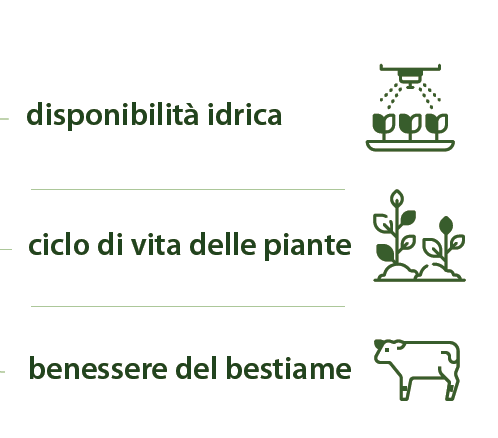 disponibilità idrica
ciclo di vita delle piante
benessere del bestiame